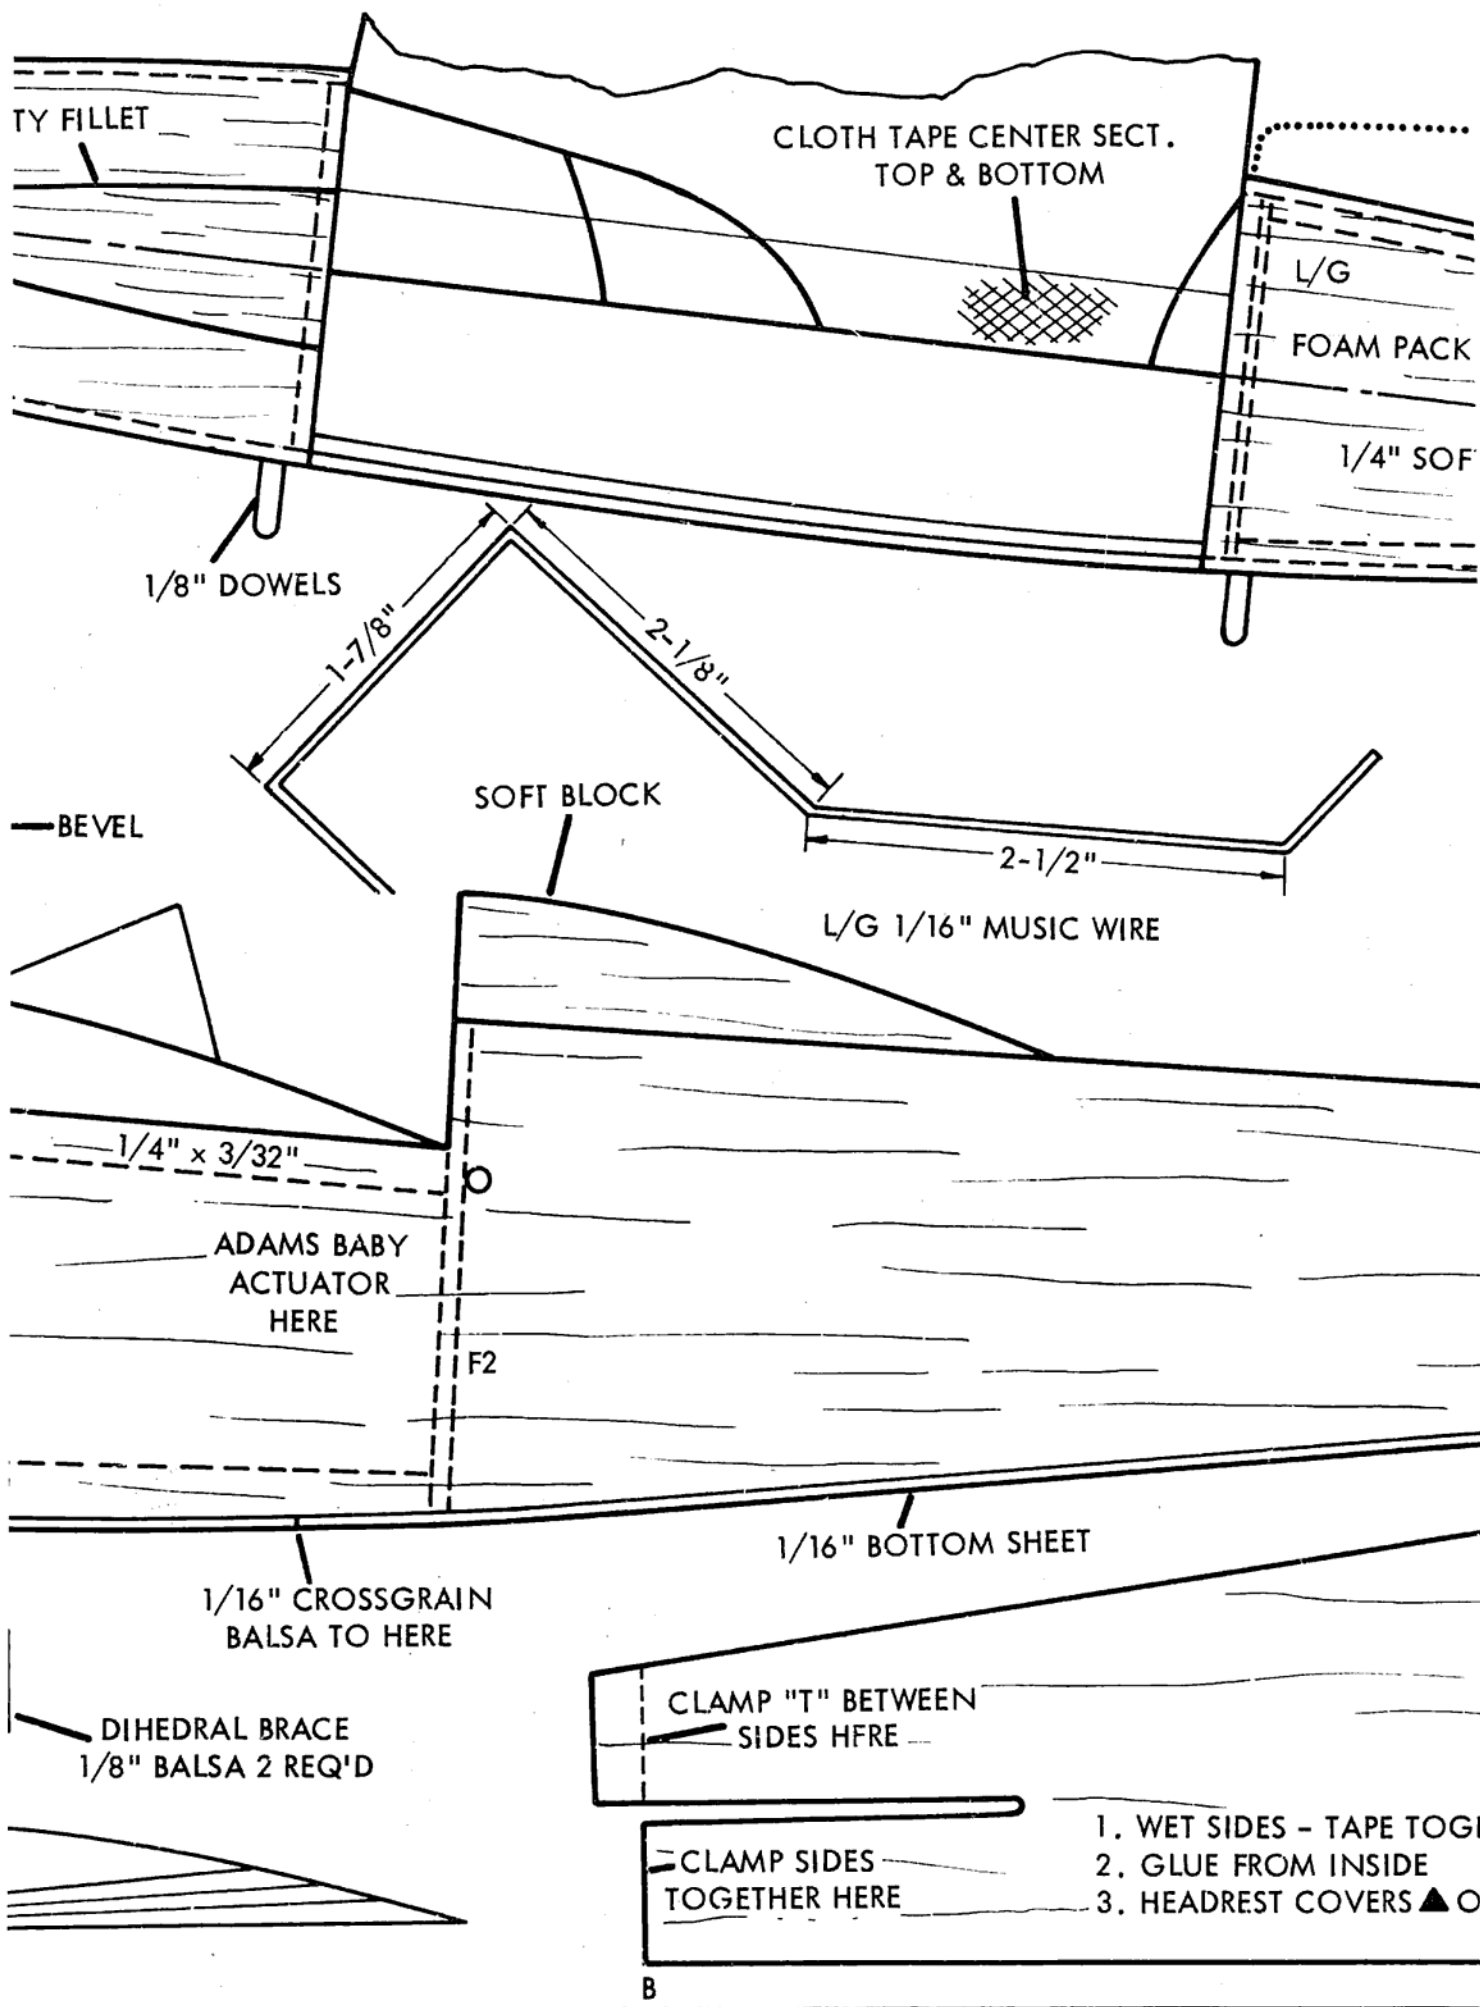 TY FILLET
CLOTH TAPE CENTER SECT.
TOP & BOTTOM
L/G
FOAM PACK
1/4" SOF
1/8" DOWELS
1-7/8"
2-1/8"
SOFT BLOCK
BEVEL
2-1/2"
L/G 1/16" MUSIC WIRE
1/4" x 3/32"
ADAMS BABY
ACTUATOR
HERE
F2
1/16" BOTTOM SHEET
1/16" CROSSGRAIN
BALSA TO HERE
CLAMP "T" BETWEEN
SIDES HERE
DIHEDRAL BRACE
1/8" BALSA 2 REQ'D
1. WET SIDES - TAPE TOGE
2. GLUE FROM INSIDE
3. HEADREST COVERS ▲ O
CLAMP SIDES
TOGETHER HERE
B